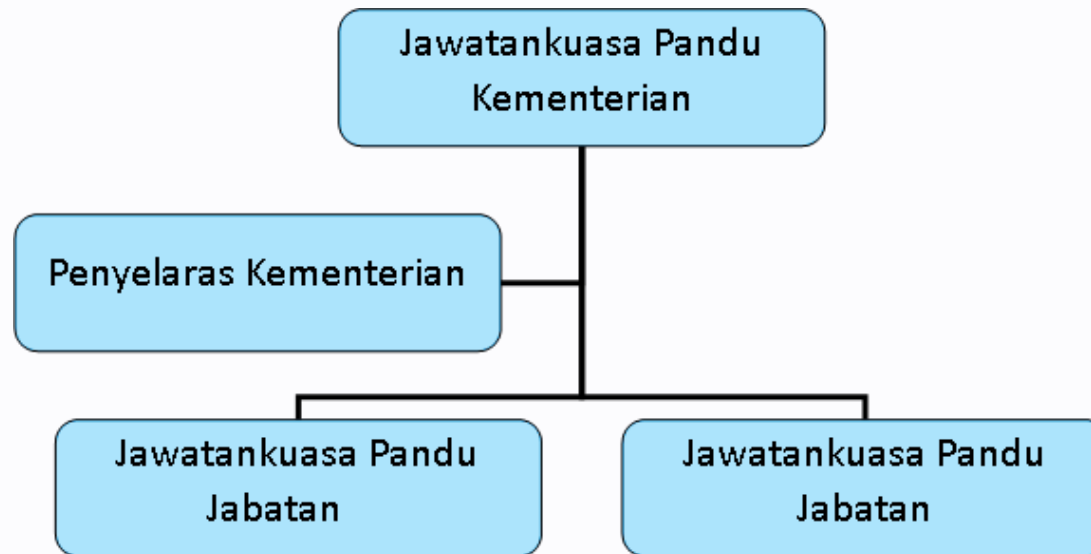 Jawatankuasa Pandu
Kementerian
Penyelaras Kementerian
Jawatankuasa Pandu
Jabatan
Jawatankuasa Pandu
Jabatan